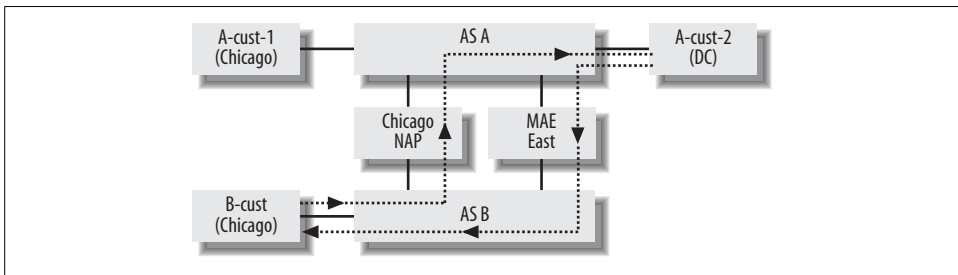 A-cust-1
(Chicago)
AS A
A-cust-2
(DC)
Chicago
NAP
MAE
East
B-cust
(Chicago)
AS B